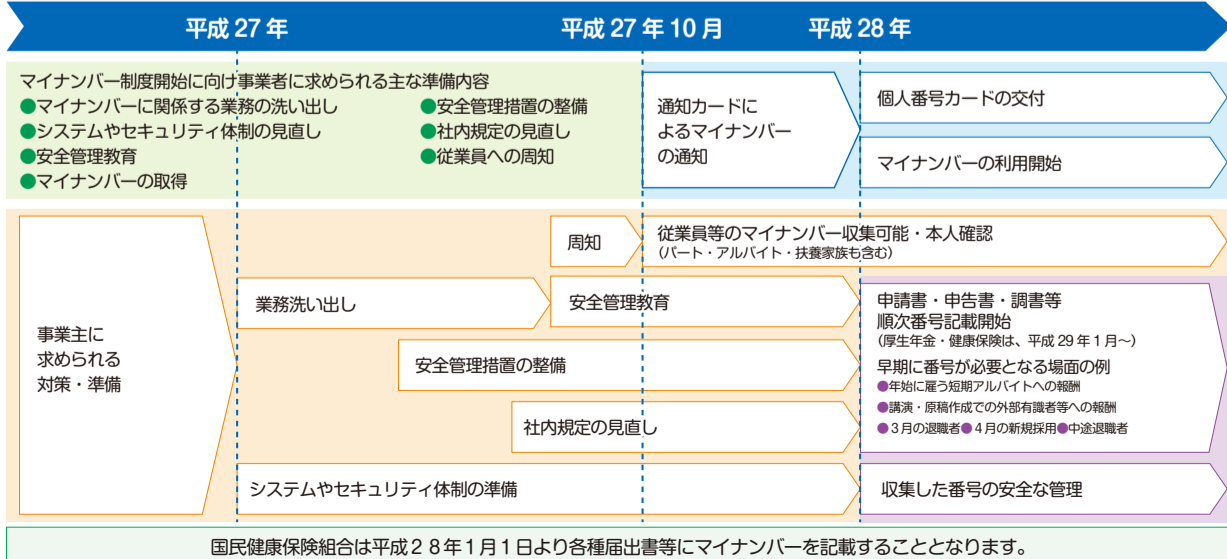 平成27年
平成27年10月
平成28年
マイナンバー制度開始に向け事業者に求められる主な準備内容
●マイナンバーに関係する業務の洗い出し
●システムやセキュリティ体制の見直し
●安全管理教育
●マイナンバーの取得
●安全管理措置の整備
●社内規定の見直し
●従業員への周知
通知カードに
よるマイナンバー
の通知
個人番号カードの交付
マイナンバーの利用開始
事業主に
求められる
対策・準備
周知
従業員等のマイナンバー収集可能・本人確認
(パート・アルバイト・扶養家族も含む)
業務洗い出し
安全管理教育
安全管理措置の整備
社内規定の見直し
システムやセキュリティ体制の準備
申請書・申告書・調書等
順次番号記載開始
(厚生年金・健康保険は、平成29年1月～)
早期に番号が必要となる場面の例
●年始に雇う短期アルバイトへの報酬
●講演・原稿作成での外部有識者等への報酬
●3月の退職者●4月の新規採用●中途退職者
収集した番号の安全な管理
国民健康保険組合は平成28年1月1日より各種届出書等にマイナンバーを記載することとなります。